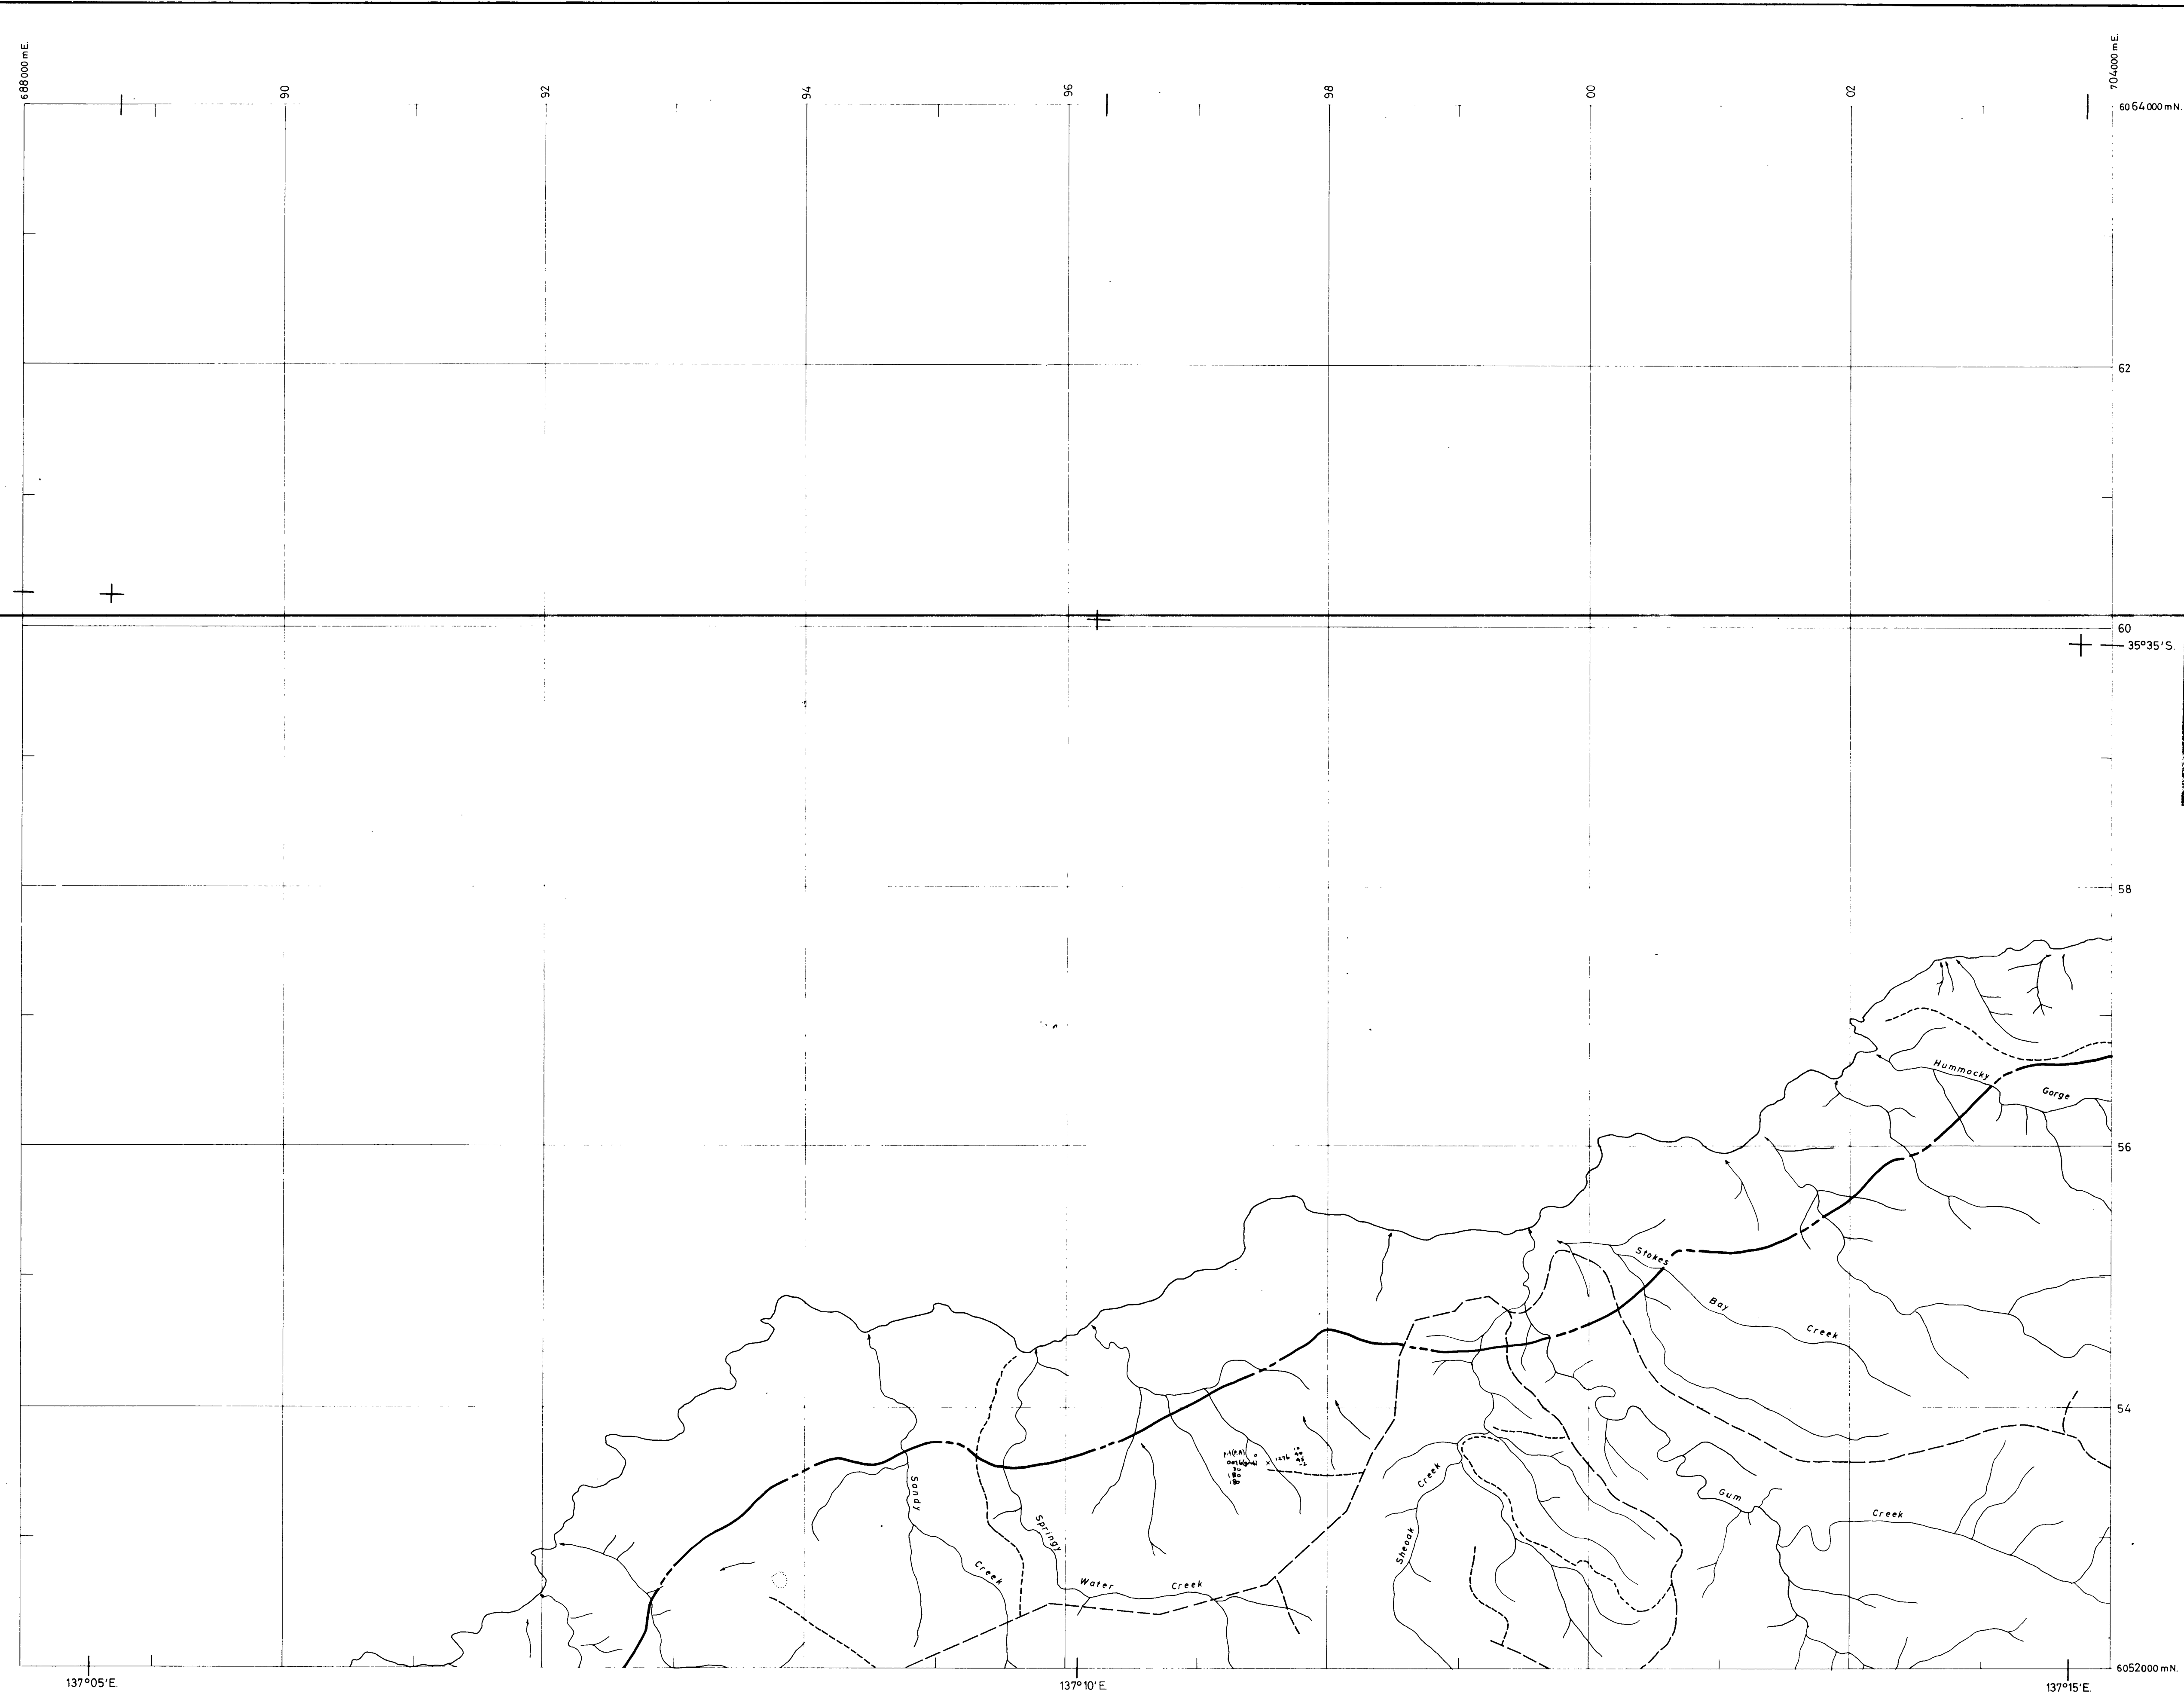 688000 mE.
90
92
94
96
98
00
02
704000 mE.
6064000 mN.
62
60
35°35'S.
58
Hummocky
Gorge
56
Stokes
Bay
Creek
54
1276
Sandy
Creek
Springy
Water
Creek
Sheoak
Creek
Gum
Creek
6052000 mN.
137°05'E.
137°10'E.
137°15'E.